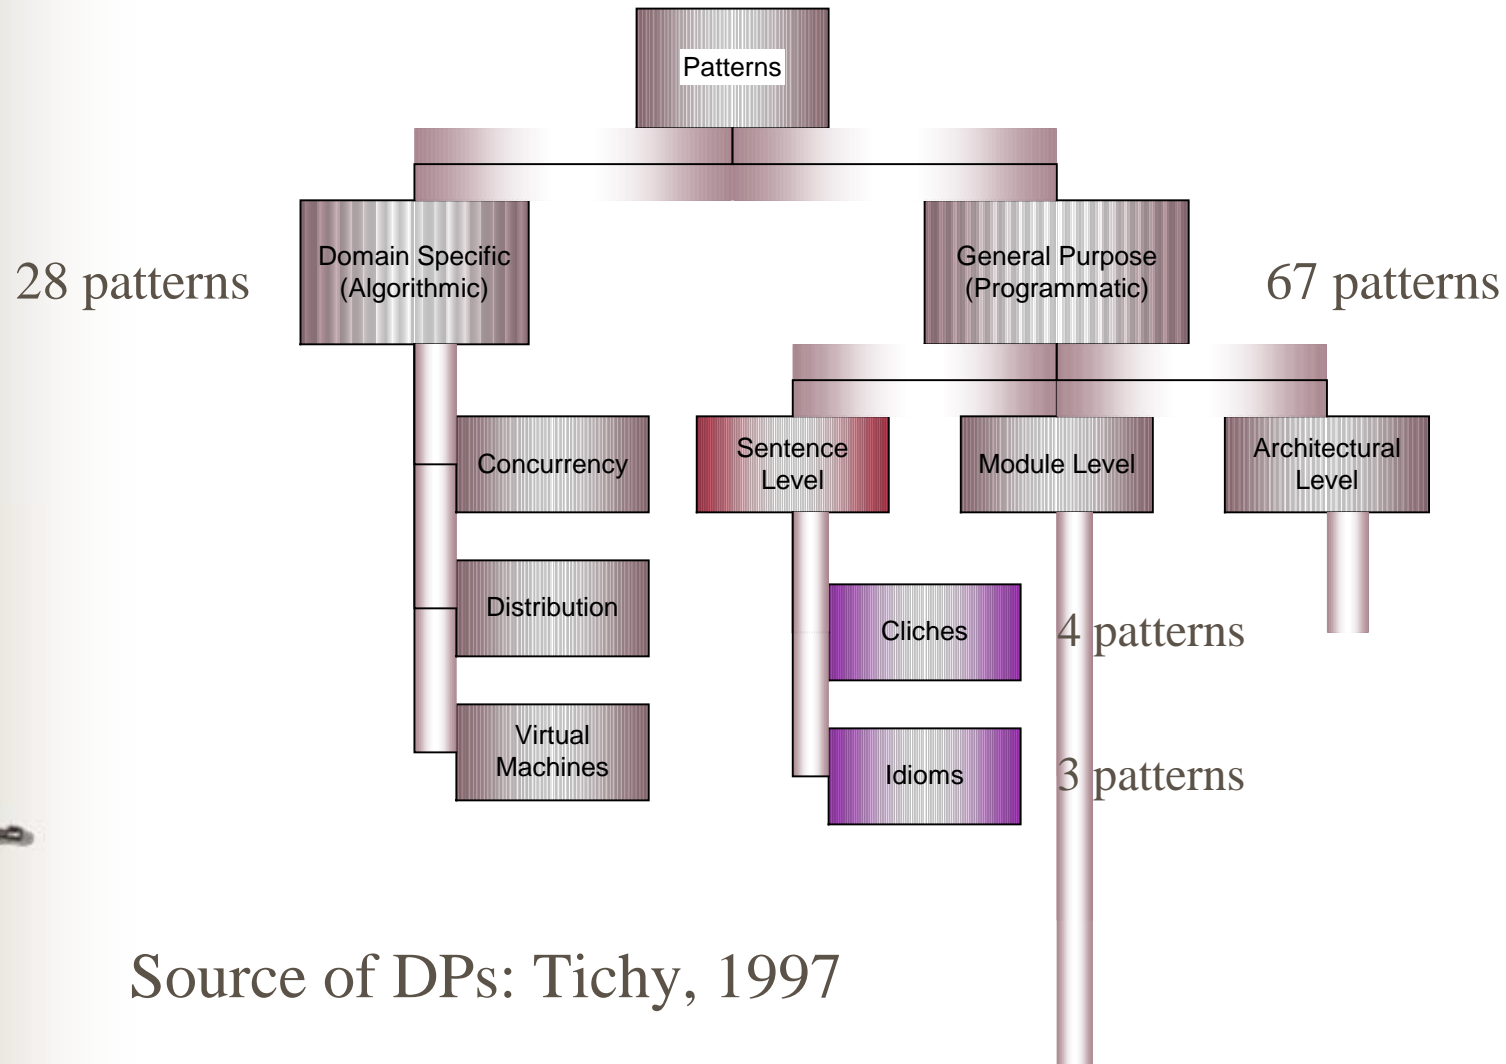 Patterns
28 patterns
Domain Specific
(Algorithmic)
General Purpose
(Programmatic)
67 patterns
Concurrency
Sentence
Level
Module Level
Architectural
Level
Distribution
Cliches
4 patterns
Virtual
Machines
Idioms
3 patterns
Source of DPs: Tichy, 1997